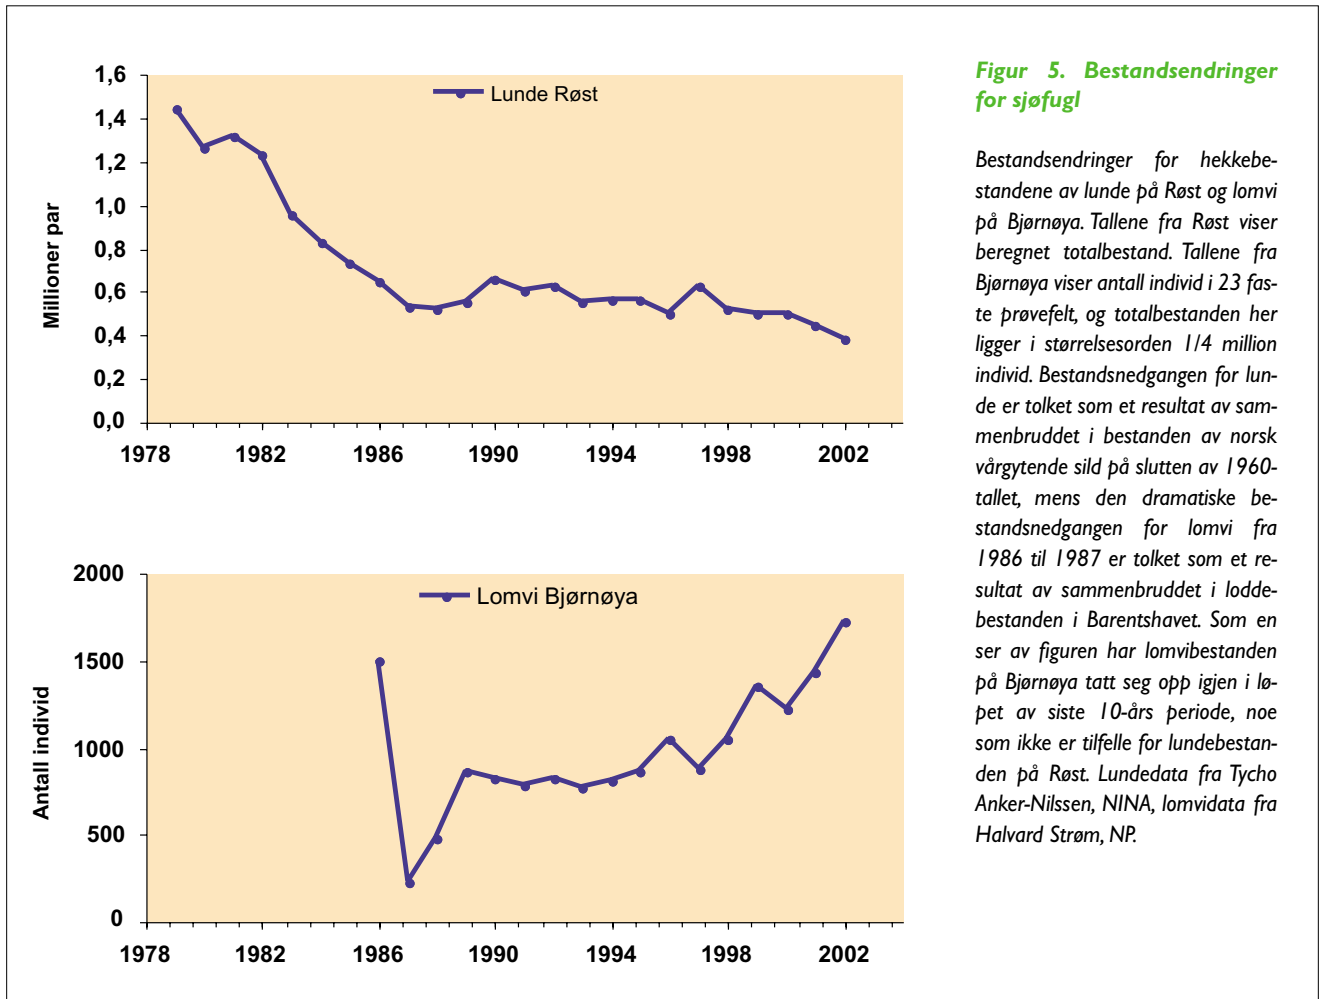 1,6
1,4
1,2
1,0
0,8
0,6
0,4
0,2
0,0
Millioner par
Lunde Røst
1978 1982 1986 1990 1994 1998 2002
2000
1500
1000
500
0
Antall individ
Lomvi Bjørnøya
1978 1982 1986 1990 1994 1998 2002
Figur 5. Bestandsendringer
for sjøfugl
Bestandsendringer for hekkebe-
standene av lunde på Røst og lomvi
på Bjørnøya. Tallene fra Røst viser
beregnet totalbestand. Tallene fra
Bjørnøya viser antall individ i 23 fas-
te prøvefelt, og totalbestanden her
ligger i størrelsesorden 1/4 million
individ. Bestandsnedgangen for lun-
de er tolket som et resultat av sam-
menbruddet i bestanden av norsk
vårgytende sild på slutten av 1960-
tallet, mens den dramatiske be-
standsnedgangen for lomvi fra
1986 til 1987 er tolket som et re-
sultat av sammenbruddet i lodde-
bestanden i Barentshavet. Som en
ser av figuren har lomvibestanden
på Bjørnøya tatt seg opp igjen i lø-
pet av siste 10-års periode, noe
som ikke er tilfelle for lundebestan-
den på Røst. Lundedata fra Tycho
Anker-Nilssen, NINA, lomvidata fra
Halvard Strøm, NP.